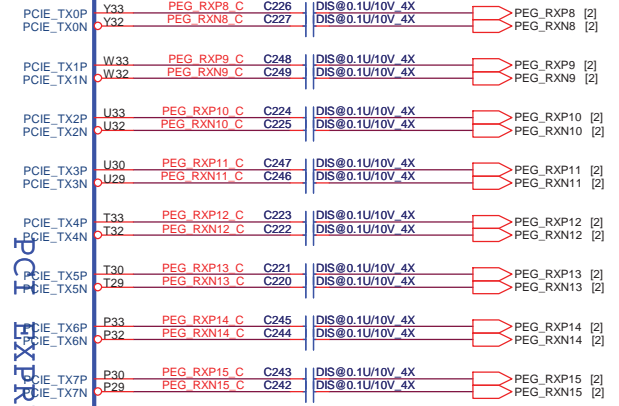 PCIE_TX0P Y33 PEG_RXP8_C C226 DIS@0.1U/10V_4X PEG_RXP8 [2]
PCIE_TX0N Y32 PEG_RXN8_C C227 DIS@0.1U/10V_4X PEG_RXN8 [2]
PCIE_TX1P W33 PEG_RXP9_C C248 DIS@0.1U/10V_4X PEG_RXP9 [2]
PCIE_TX1N W32 PEG_RXN9_C C249 DIS@0.1U/10V_4X PEG_RXN9 [2]
PCIE_TX2P U33 PEG_RXP10_C C224 DIS@0.1U/10V_4X PEG_RXP10 [2]
PCIE_TX2N U32 PEG_RXN10_C C225 DIS@0.1U/10V_4X PEG_RXN10 [2]
PCIE_TX3P U30 PEG_RXP11_C C247 DIS@0.1U/10V_4X PEG_RXP11 [2]
PCIE_TX3N U29 PEG_RXN11_C C246 DIS@0.1U/10V_4X PEG_RXN11 [2]
PCIE_TX4P T33 PEG_RXP12_C C223 DIS@0.1U/10V_4X PEG_RXP12 [2]
PCIE_TX4N T32 PEG_RXN12_C C222 DIS@0.1U/10V_4X PEG_RXN12 [2]
PCIE_TX5P T30 PEG_RXP13_C C221 DIS@0.1U/10V_4X PEG_RXP13 [2]
PCIE_TX5N T29 PEG_RXN13_C C220 DIS@0.1U/10V_4X PEG_RXN13 [2]
PCIE_TX6P P33 PEG_RXP14_C C245 DIS@0.1U/10V_4X PEG_RXP14 [2]
PCIE_TX6N P32 PEG_RXN14_C C244 DIS@0.1U/10V_4X PEG_RXN14 [2]
PCIE_TX7P P30 PEG_RXP15_C C243 DIS@0.1U/10V_4X PEG_RXP15 [2]
PCIE_TX7N P29 PEG_RXN15_C C242 DIS@0.1U/10V_4X PEG_RXN15 [2]
PCI EXPR